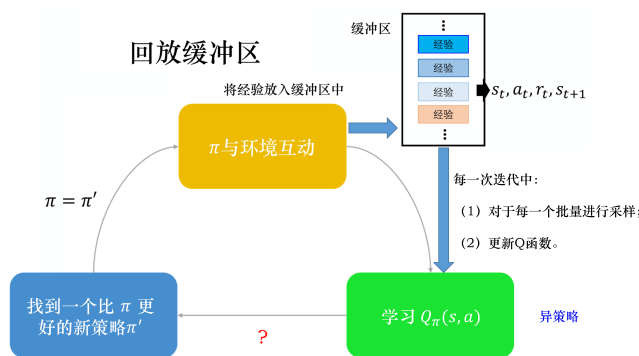 缓冲区
回放缓冲区
经验
经验
经验
经验
将经验放入缓冲区中
s_t, a_t, r_t, s_{t+1}
π与环境互动
每一次迭代中：
（1）对于每一个批量进行采样；
（2）更新Q函数。
π = π′
找到一个比 π 更
好的新策略π′
学习 Q_π(s, a)
异策略
?